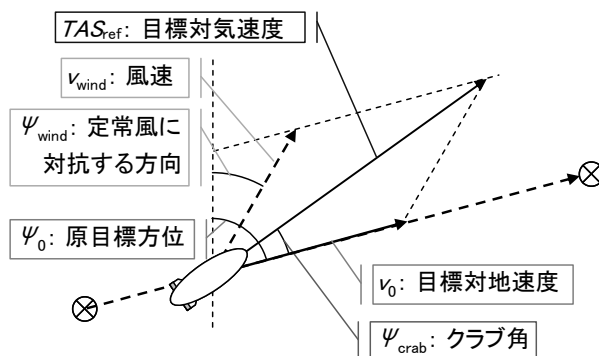 TASref: 目標対気速度
vwind: 風速
Ψwind: 定常風に
対抗する方向
Ψ0: 原目標方位
v0: 目標対地速度
Ψcrab: クラブ角